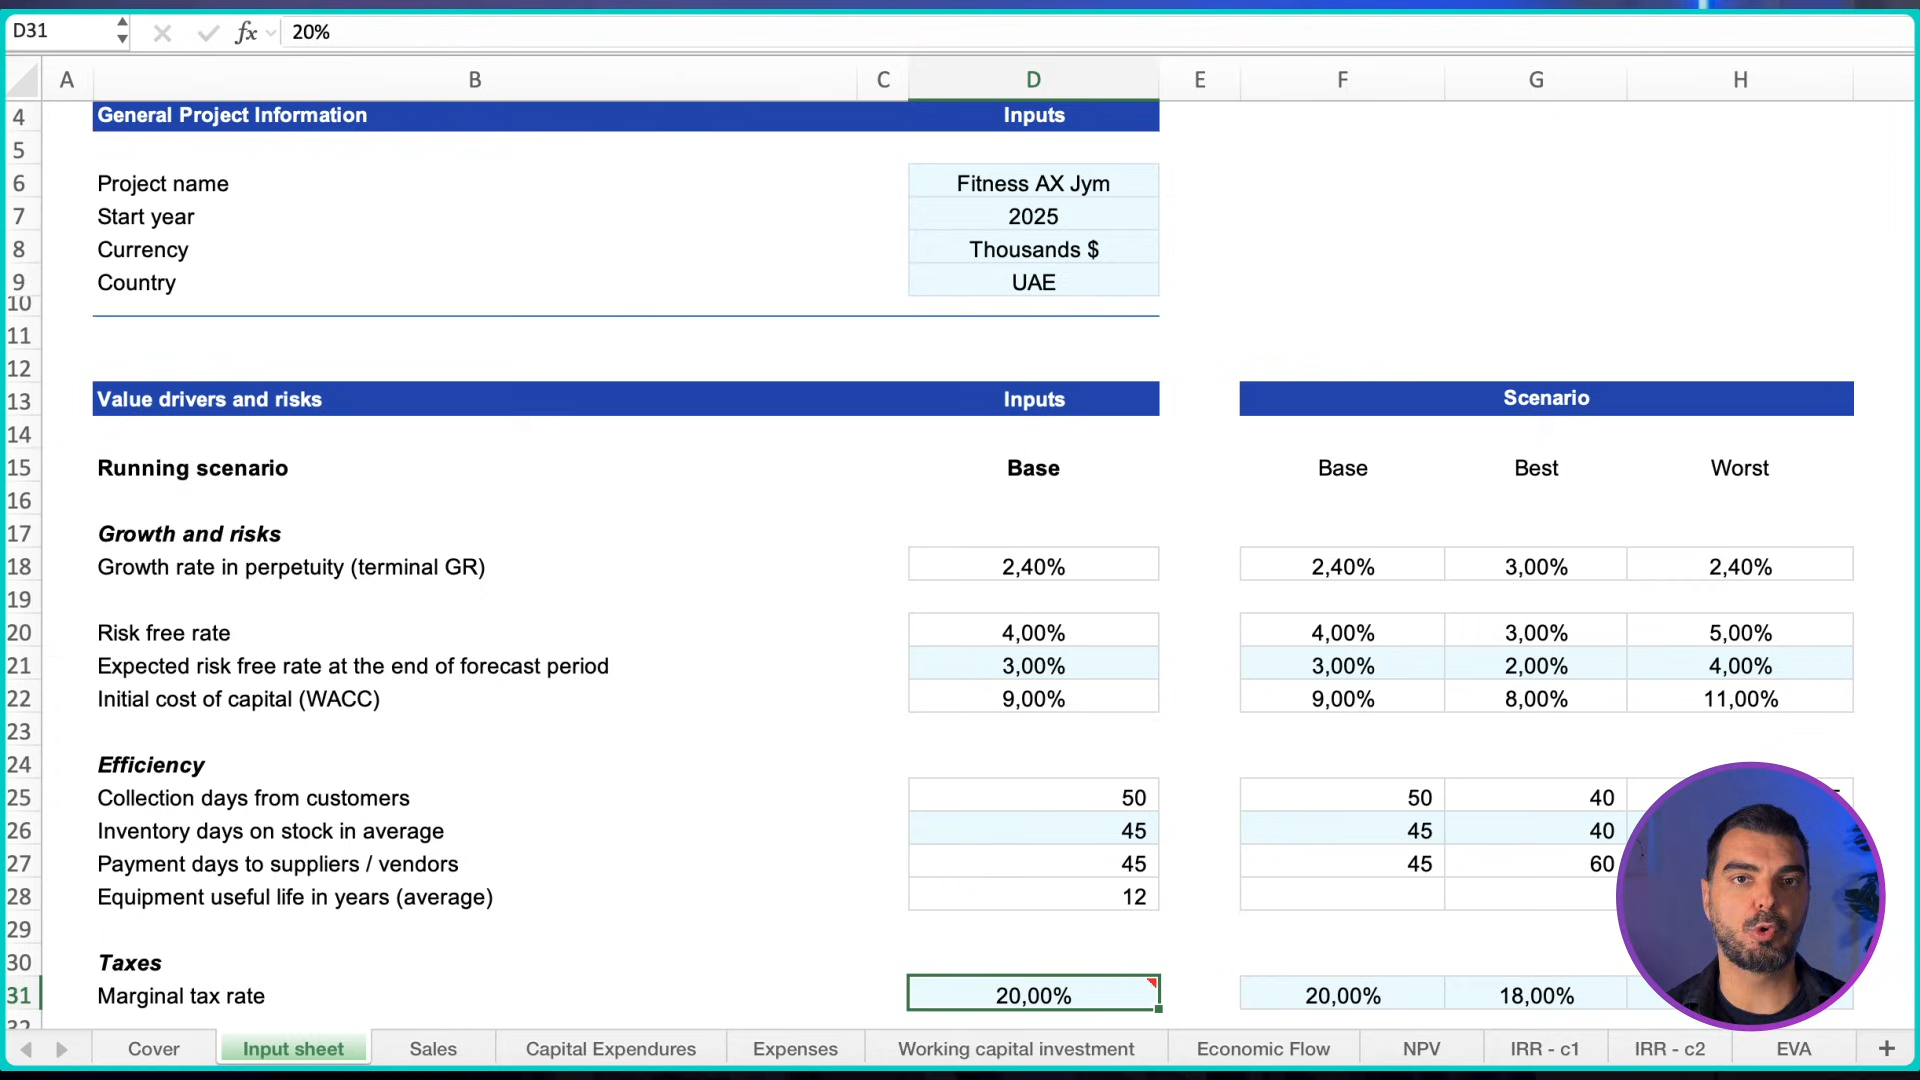 D31 fx 20%
A B C D E F G H
4 General Project Information Inputs
5
6 Project name Fitness AX Jym
7 Start year 2025
8 Currency Thousands $
9 Country UAE
10
11
12
13 Value drivers and risks Inputs Scenario
14
15 Running scenario Base Base Best Worst
16
17 Growth and risks
18 Growth rate in perpetuity (terminal GR) 2,40% 2,40% 3,00% 2,40%
19
20 Risk free rate 4,00% 4,00% 3,00% 5,00%
21 Expected risk free rate at the end of forecast period 3,00% 3,00% 2,00% 4,00%
22 Initial cost of capital (WACC) 9,00% 9,00% 8,00% 11,00%
23
24 Efficiency
25 Collection days from customers 50 50 40
26 Inventory days on stock in average 45 45 40
27 Payment days to suppliers / vendors 45 45 60
28 Equipment useful life in years (average) 12
29
30 Taxes
31 Marginal tax rate 20,00% 20,00% 18,00%
32
Cover Input sheet Sales Capital Expendures Expenses Working capital investment Economic Flow NPV IRR - c1 IRR - c2 EVA +